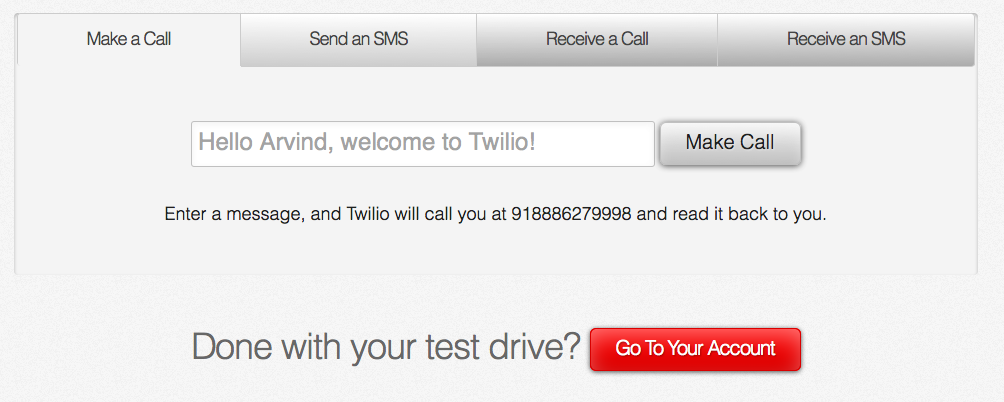 Make a Call
Send an SMS
Receive a Call
Receive an SMS
Hello Arvind, welcome to Twilio!
Make Call
Enter a message, and Twilio will call you at 918886279998 and read it back to you.
Done with your test drive?
Go To Your Account